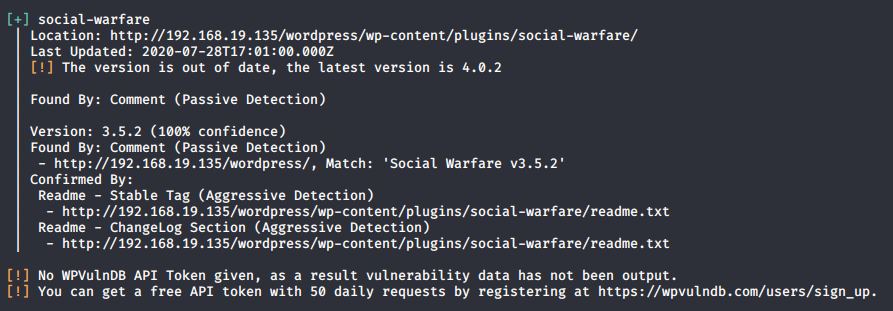 [+] social-warfare
Location: http://192.168.19.135/wordpress/wp-content/plugins/social-warfare/
Last Updated: 2020-07-28T17:01:00.000Z
[!] The version is out of date, the latest version is 4.0.2
Found By: Comment (Passive Detection)
Version: 3.5.2 (100% confidence)
Found By: Comment (Passive Detection)
- http://192.168.19.135/wordpress/, Match: 'Social Warfare v3.5.2'
Confirmed By:
Readme - Stable Tag (Aggressive Detection)
- http://192.168.19.135/wordpress/wp-content/plugins/social-warfare/readme.txt
Readme - ChangeLog Section (Aggressive Detection)
- http://192.168.19.135/wordpress/wp-content/plugins/social-warfare/readme.txt
[!] No WPVulnDB API Token given, as a result vulnerability data has not been output.
[!] You can get a free API token with 50 daily requests by registering at https://wpvulndb.com/users/sign_up.